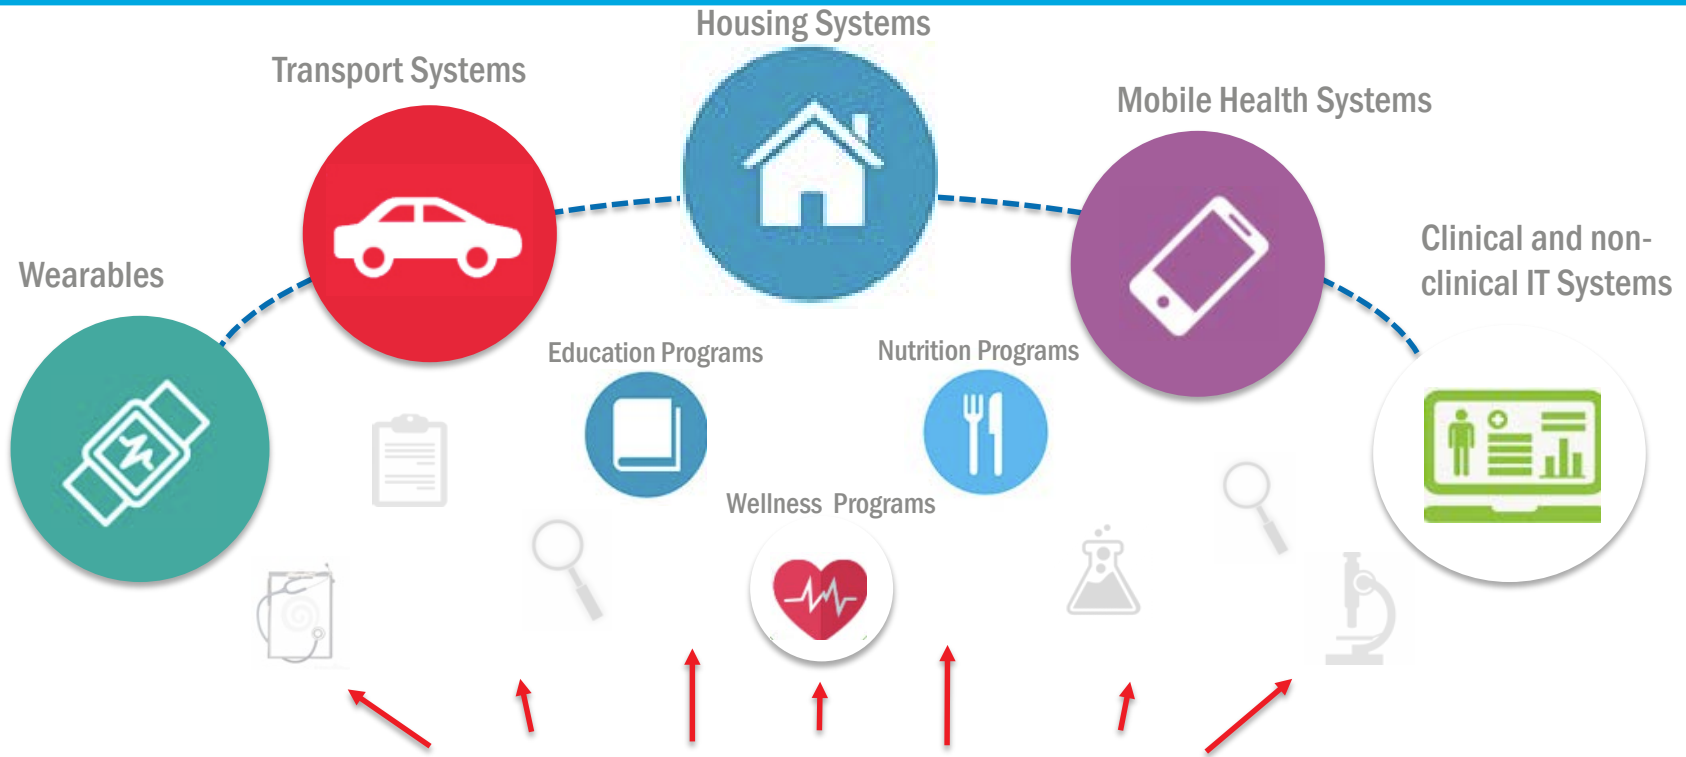 Housing Systems
Transport Systems
Mobile Health Systems
Clinical and non-
clinical IT Systems
Wearables
Education Programs
Nutrition Programs
Wellness Programs